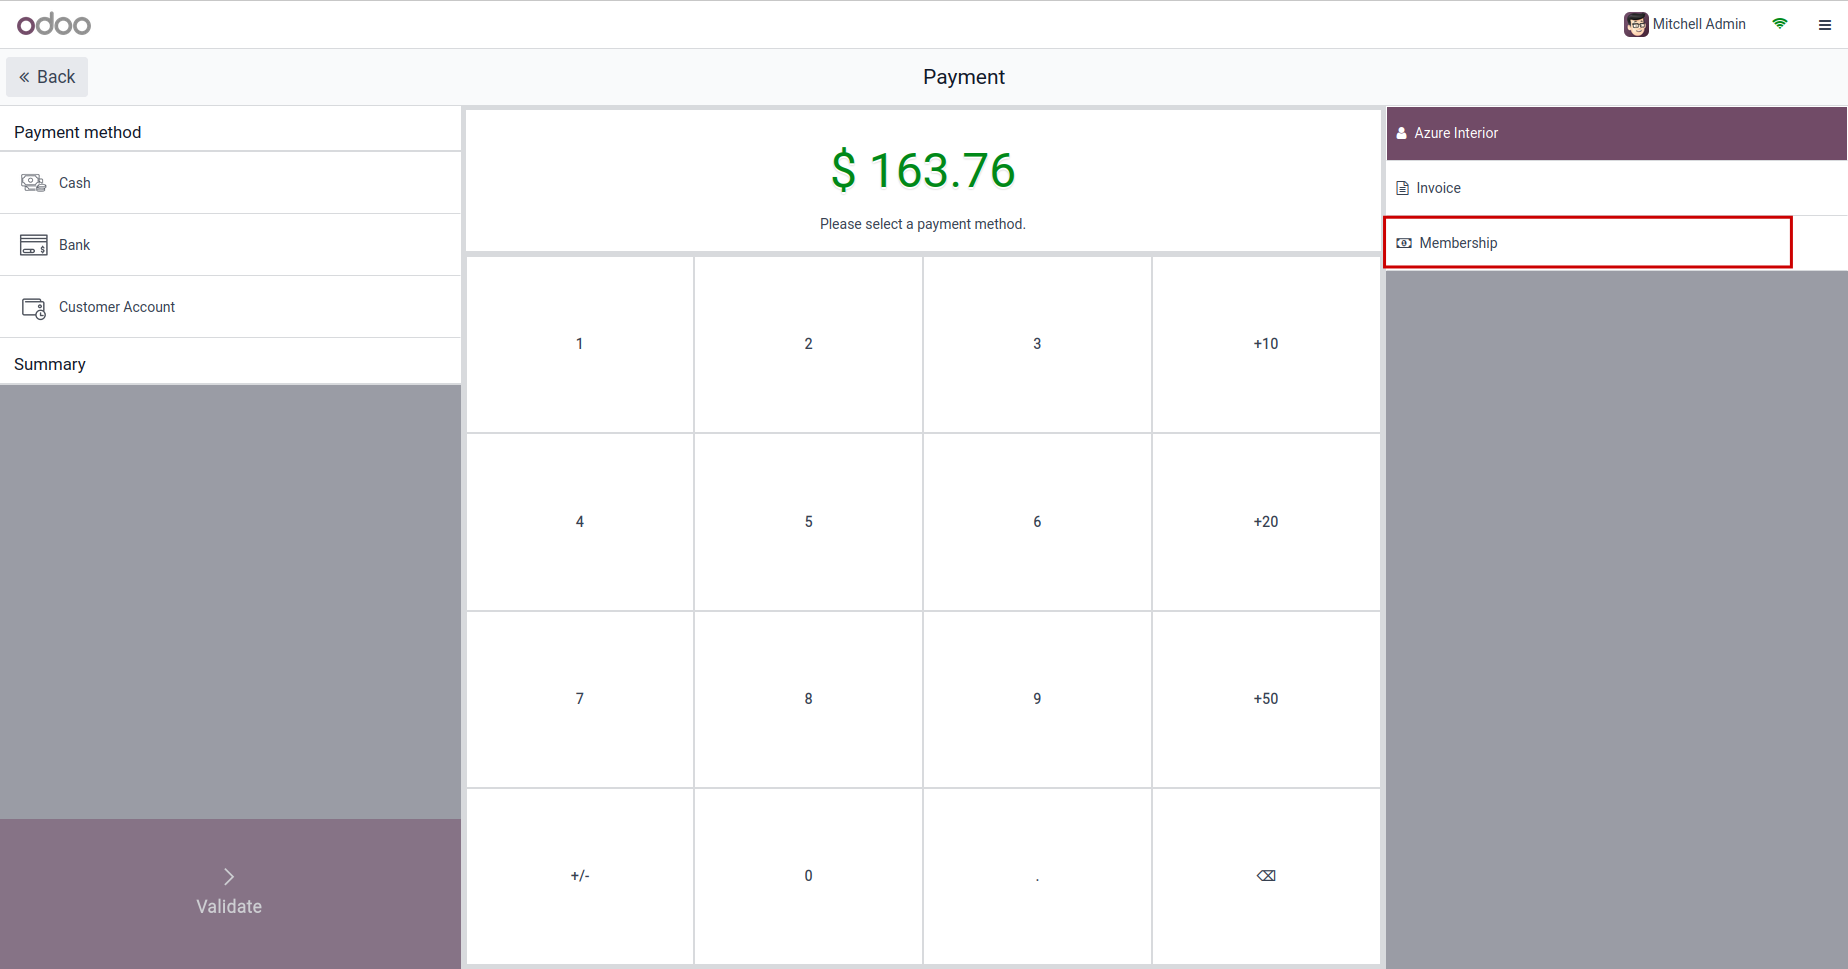 odoo
Mitchell Admin
« Back
Payment
Payment method
Cash
Bank
Customer Account
Summary
Validate
$ 163.76
Please select a payment method.
1 2 3 +10
4 5 6 +20
7 8 9 +50
+/- 0 . ⌫
Azure Interior
Invoice
Membership